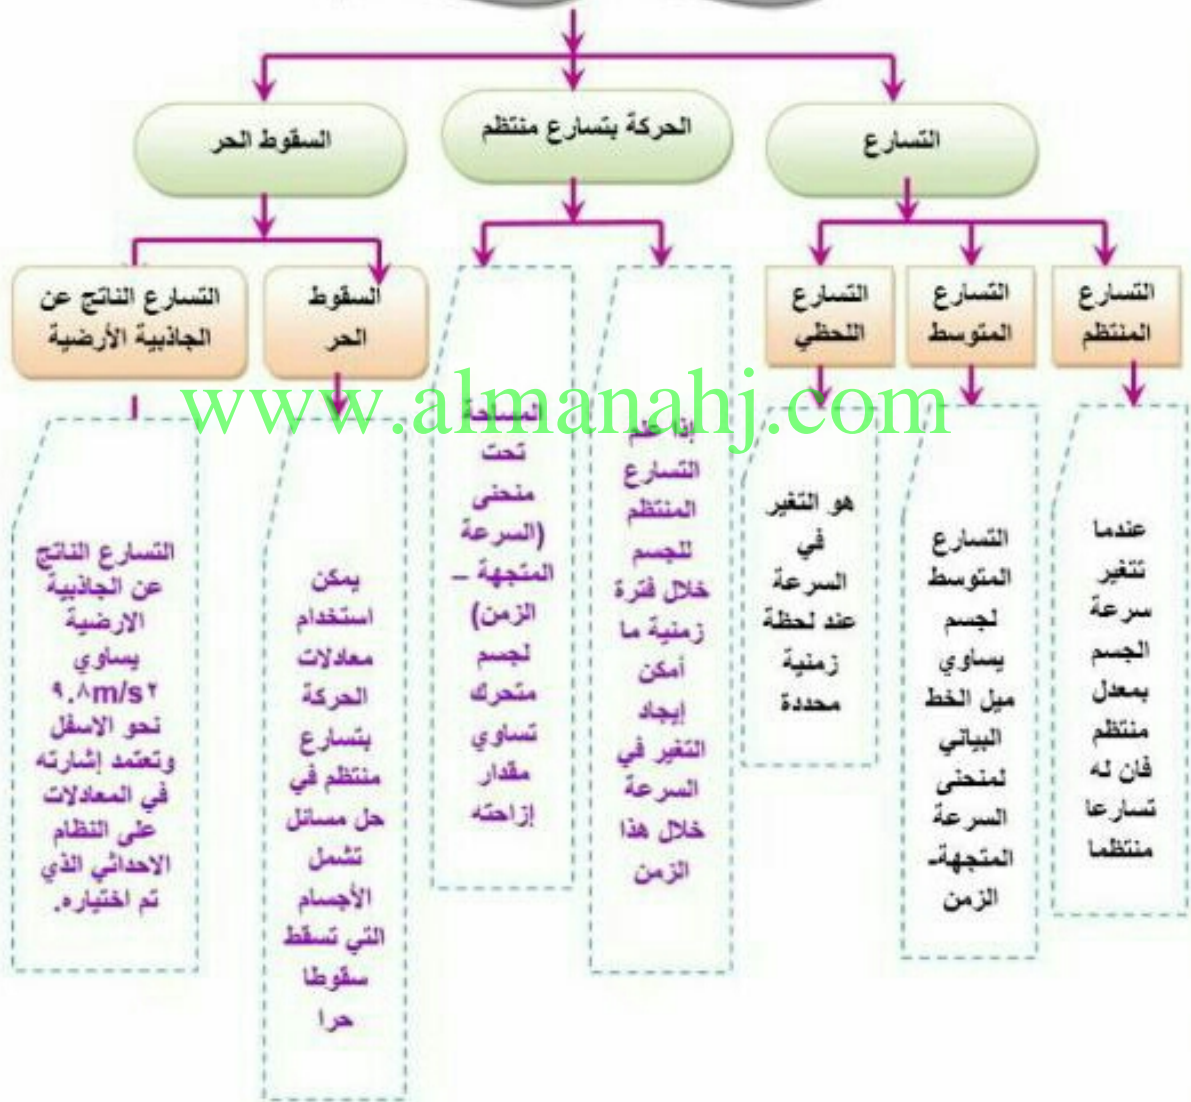 التسارع
الحركة بتسارع منتظم
السقوط الحر
التسارع
المنتظم
التسارع
المتوسط
التسارع
اللحظي
السقوط
الحر
التسارع الناتج عن
الجاذبية الأرضية
www.almanahj.com
عندما
تتغير
سرعة
الجسم
بمعدل
منتظم
فان له
تسارعا
منتظما
التسارع
المتوسط
لجسم
يساوي
ميل الخط
البياني
لمنحنى
السرعة
المتجهة-
الزمن
هو التغير
في
السرعة
عند لحظة
زمنية
محددة
إذا علم
التسارع
المنتظم
للجسم
خلال فترة
زمنية ما
أمكن
إيجاد
التغير في
السرعة
خلال هذا
الزمن
المساحة
تحت
منحنى
(السرعة
المتجهة –
الزمن)
لجسم
متحرك
تساوي
مقدار
إزاحته
يمكن
استخدام
معادلات
الحركة
بتسارع
منتظم في
حل مسائل
تشمل
الأجسام
التي تسقط
سقوطا
حرا
التسارع الناتج
عن الجاذبية
الارضية
يساوي
٩.٨m/s٢
نحو الاسفل
وتعتمد إشارته
في المعادلات
على النظام
الاحداثي الذي
تم اختياره.